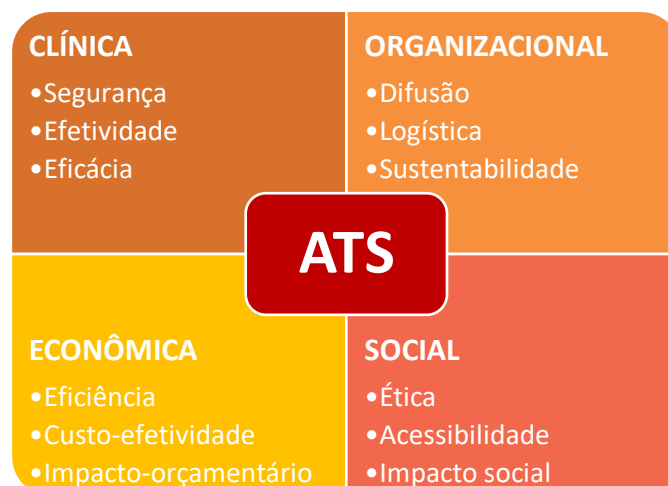 CLÍNICA
•Segurança
•Efetividade
•Eficácia
ORGANIZACIONAL
•Difusão
•Logística
•Sustentabilidade
ATS
ECONÔMICA
•Eficiência
•Custo-efetividade
•Impacto-orçamentário
SOCIAL
•Ética
•Acessibilidade
•Impacto social